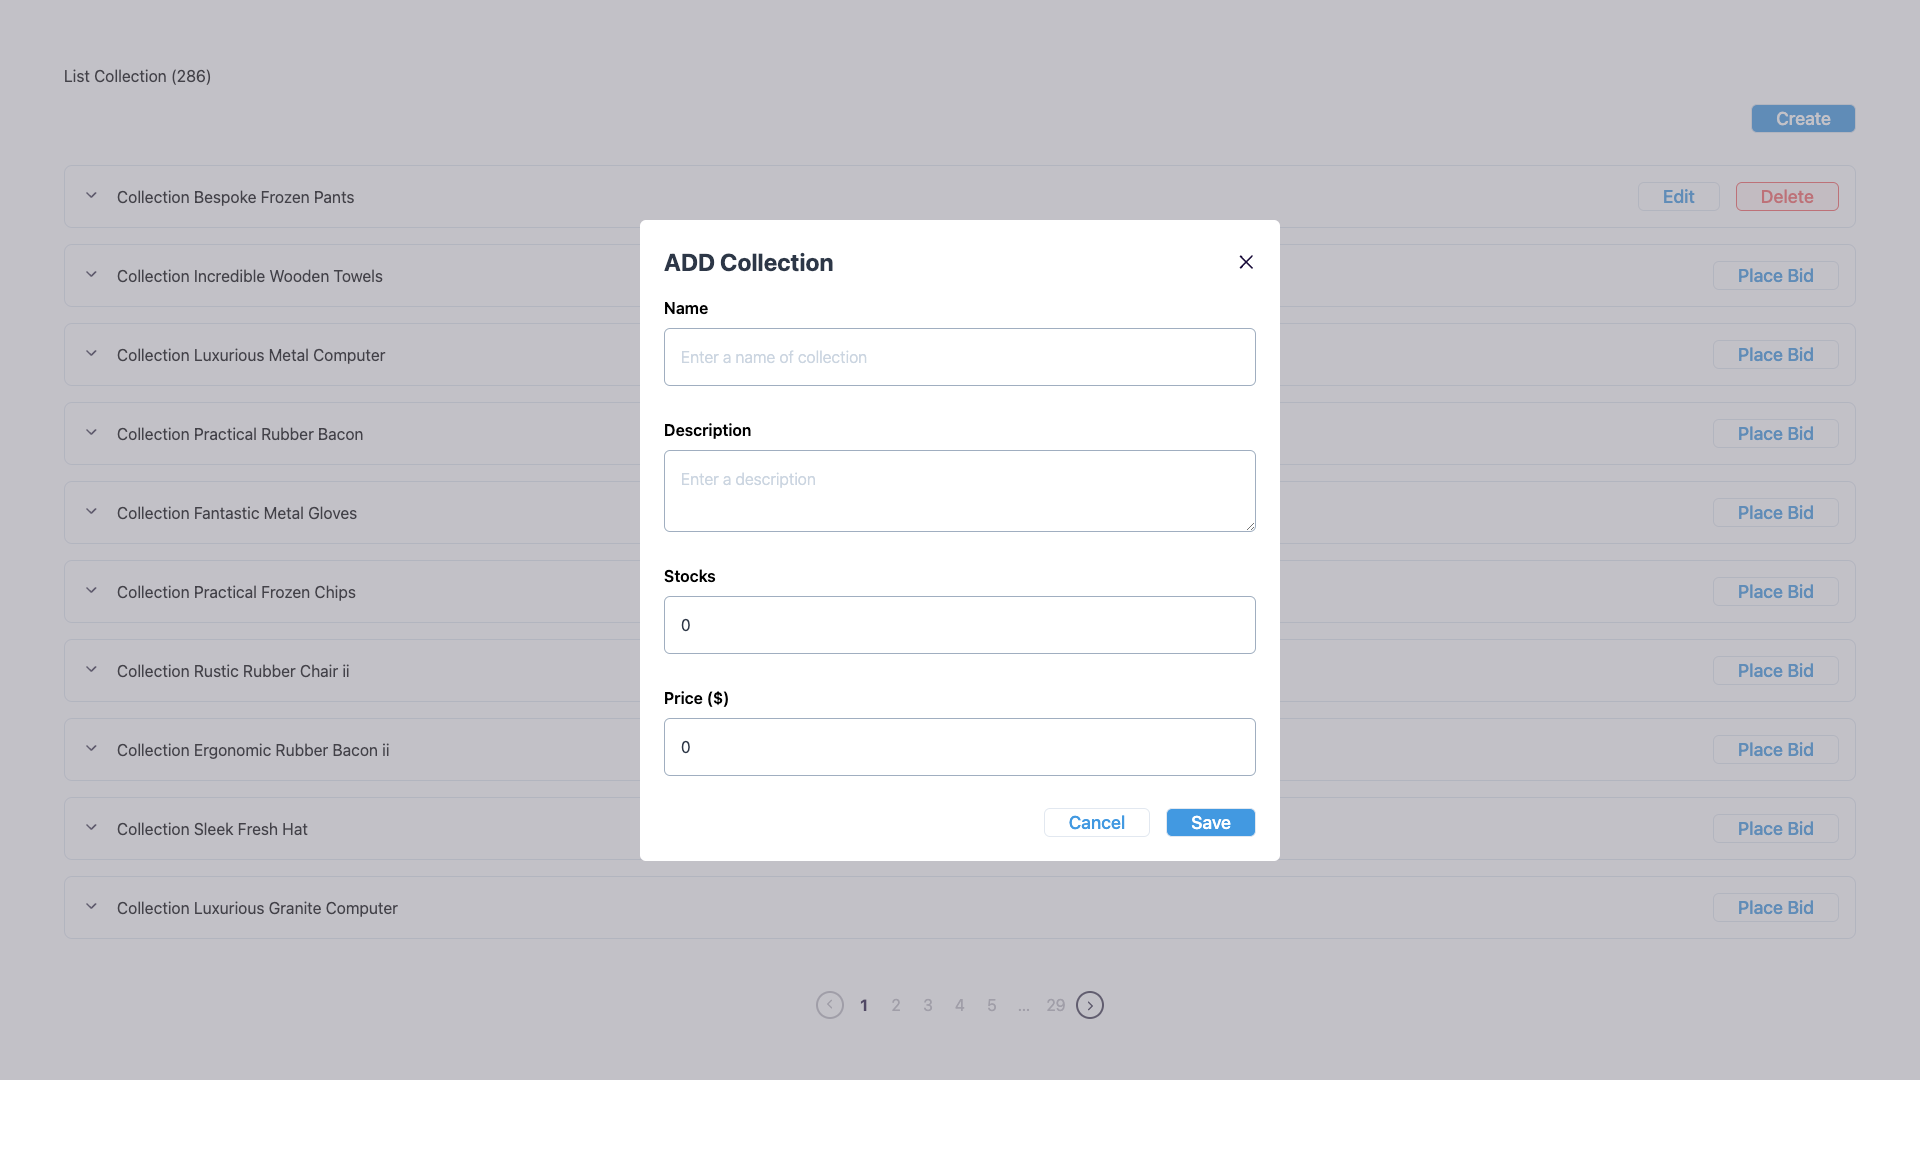 List Collection (286)
Create
Collection Bespoke Frozen Pants
Edit
Delete
Collection Incredible Wooden Towels
Place Bid
Collection Luxurious Metal Computer
Place Bid
Collection Practical Rubber Bacon
Place Bid
Collection Fantastic Metal Gloves
Place Bid
Collection Practical Frozen Chips
Place Bid
Collection Rustic Rubber Chair ii
Place Bid
Collection Ergonomic Rubber Bacon ii
Place Bid
Collection Sleek Fresh Hat
Place Bid
Collection Luxurious Granite Computer
Place Bid
1 2 3 4 5 ... 29
ADD Collection
Name
Enter a name of collection
Description
Enter a description
Stocks
0
Price ($)
0
Cancel
Save